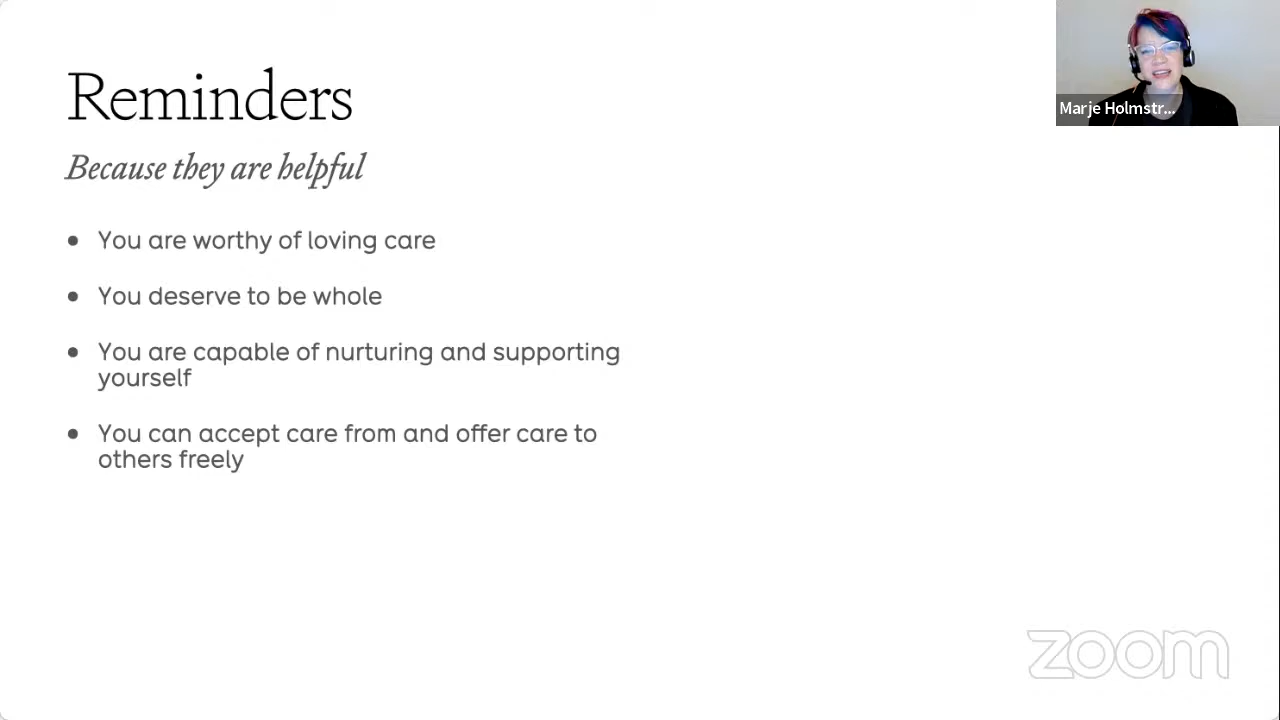 Marje Holmstr...
Reminders
Because they are helpful
• You are worthy of loving care
• You deserve to be whole
• You are capable of nurturing and supporting
yourself
• You can accept care from and offer care to
others freely
zoom